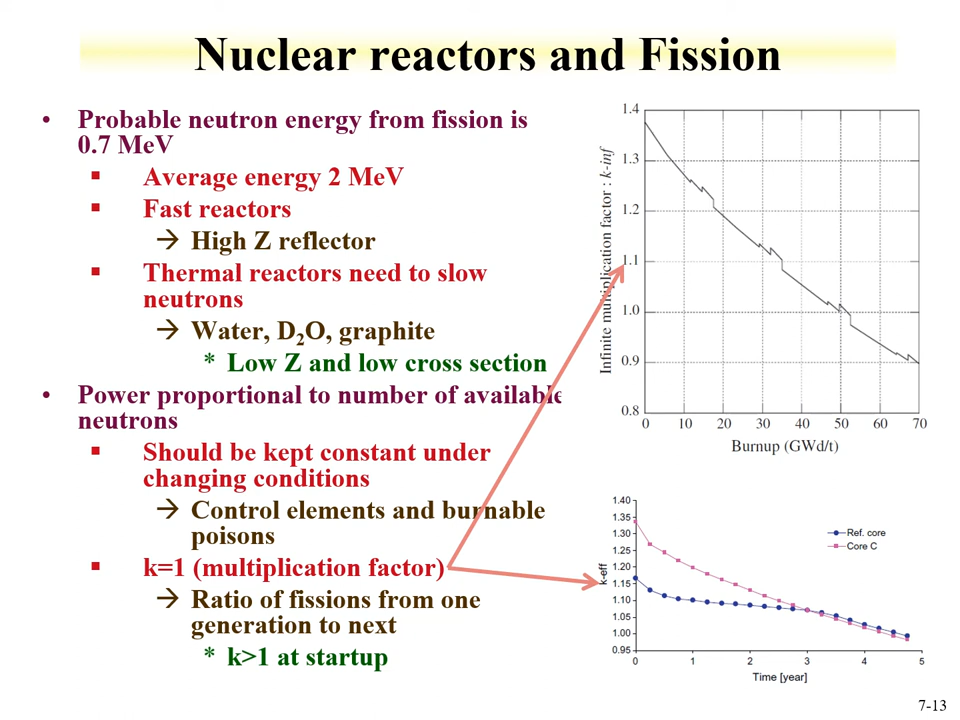 Nuclear reactors and Fission
• Probable neutron energy from fission is
0.7 MeV
▪ Average energy 2 MeV
▪ Fast reactors
→ High Z reflector
▪ Thermal reactors need to slow
neutrons
→ Water, D₂O, graphite
* Low Z and low cross section
• Power proportional to number of available
neutrons
▪ Should be kept constant under
changing conditions
→ Control elements and burnable
poisons
▪ k=1 (multiplication factor)
→ Ratio of fissions from one
generation to next
* k>1 at startup
Infinite multiplication factor : k-inf
1.4
1.3
1.2
1.1
1.0
0.9
0.8
0 10 20 30 40 50 60 70
Burnup (GWd/t)
k-eff
1.40
1.35
1.30
1.25
1.20
1.15
1.10
1.05
1.00
0.95
Ref. core
Core C
0 1 2 3 4 5
Time [year]
7-13